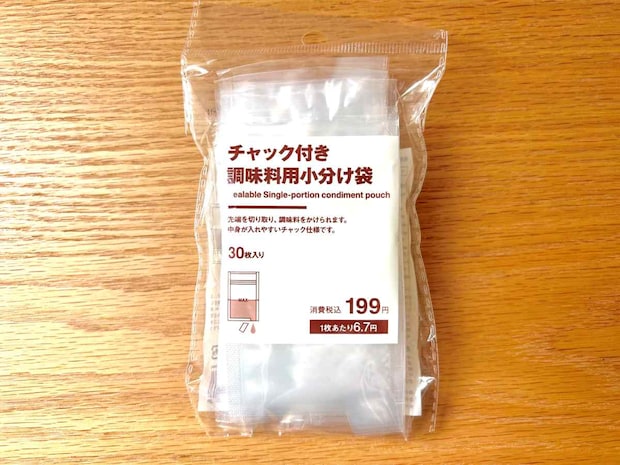 チャック付き
調味料用小分け袋
ealable Single-portion condiment pouch
先端を切り取り、調味料をかけられます。
中身が入れやすいチャック仕様です。
30枚入り
MAX
消費税込 199円
1枚あたり6.7円